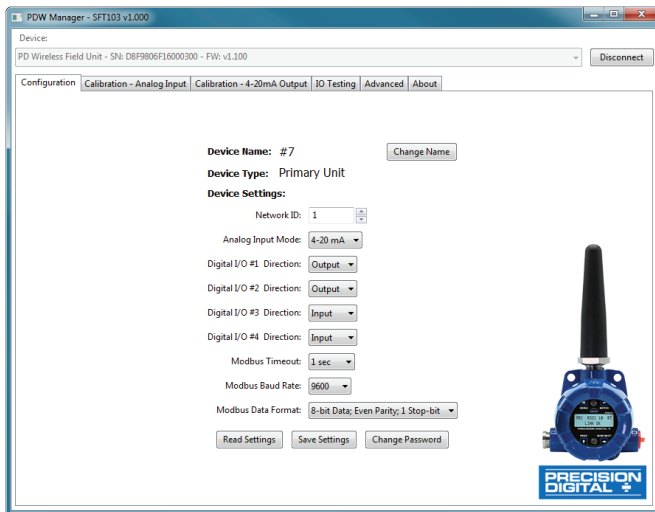 PDW Manager - SFT103 v1.000
Device:
PD Wireless Field Unit - SN: D8F9806F16000300 - FW: v1.100
Disconnect
Configuration Calibration - Analog Input Calibration - 4-20mA Output IO Testing Advanced About
Device Name: #7 Change Name
Device Type: Primary Unit
Device Settings:
Network ID: 1
Analog Input Mode: 4-20 mA
Digital I/O #1 Direction: Output
Digital I/O #2 Direction: Output
Digital I/O #3 Direction: Input
Digital I/O #4 Direction: Input
Modbus Timeout: 1 sec
Modbus Baud Rate: 9600
Modbus Data Format: 8-bit Data; Even Parity; 1 Stop-bit
Read Settings Save Settings Change Password
LINK OK
PRECISION
DIGITAL